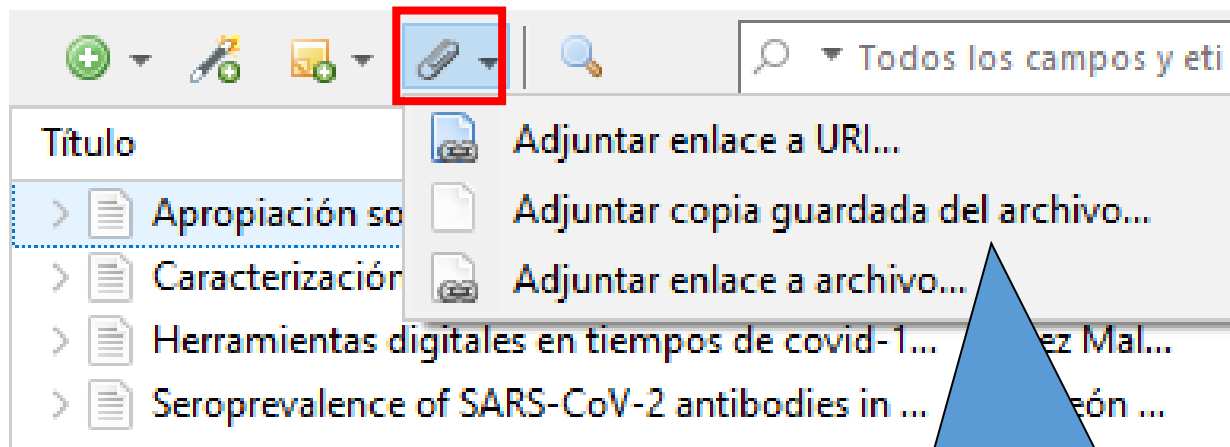 Todos los campos y eti
Título
Adjuntar enlace a URI...
Apropiación so
Adjuntar copia guardada del archivo...
Caracterización
Adjuntar enlace a archivo...
Herramientas digitales en tiempos de covid-1... ez Mal...
Seroprevalence of SARS-CoV-2 antibodies in ... eón ...